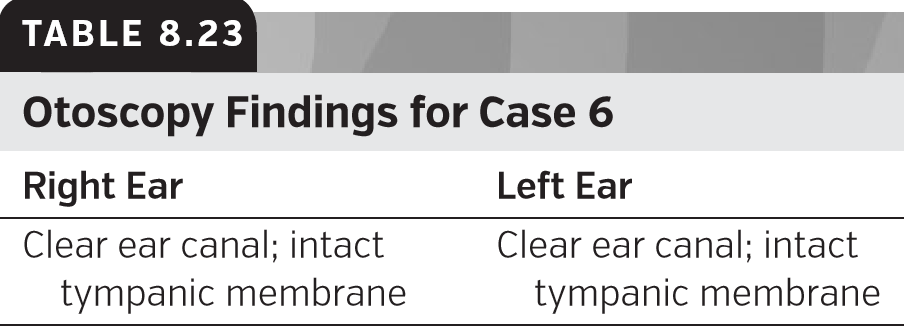 TABLE 8.23
Otoscopy Findings for Case 6
Right Ear Left Ear
Clear ear canal; intact Clear ear canal; intact
tympanic membrane tympanic membrane